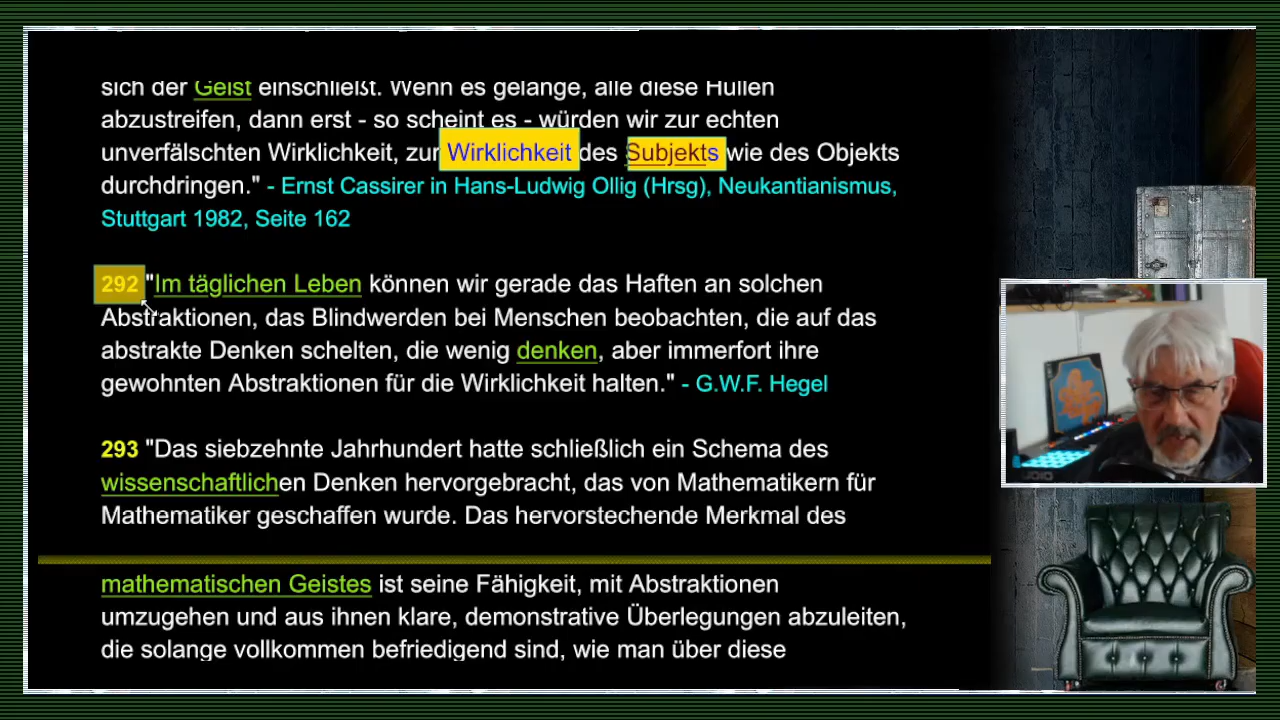 sich der Geist einschließt. Wenn es gelänge, alle diese Hüllen
abzustreifen, dann erst - so scheint es - würden wir zur echten
unverfälschten Wirklichkeit, zur Wirklichkeit des Subjekts wie des Objekts
durchdringen." - Ernst Cassirer in Hans-Ludwig Ollig (Hrsg), Neukantianismus,
Stuttgart 1982, Seite 162
292 "Im täglichen Leben können wir gerade das Haften an solchen
Abstraktionen, das Blindwerden bei Menschen beobachten, die auf das
abstrakte Denken schelten, die wenig denken, aber immerfort ihre
gewohnten Abstraktionen für die Wirklichkeit halten." - G.W.F. Hegel
293 "Das siebzehnte Jahrhundert hatte schließlich ein Schema des
wissenschaftlichen Denken hervorgebracht, das von Mathematikern für
Mathematiker geschaffen wurde. Das hervorstechende Merkmal des
mathematischen Geistes ist seine Fähigkeit, mit Abstraktionen
umzugehen und aus ihnen klare, demonstrative Überlegungen abzuleiten,
die solange vollkommen befriedigend sind, wie man über diese